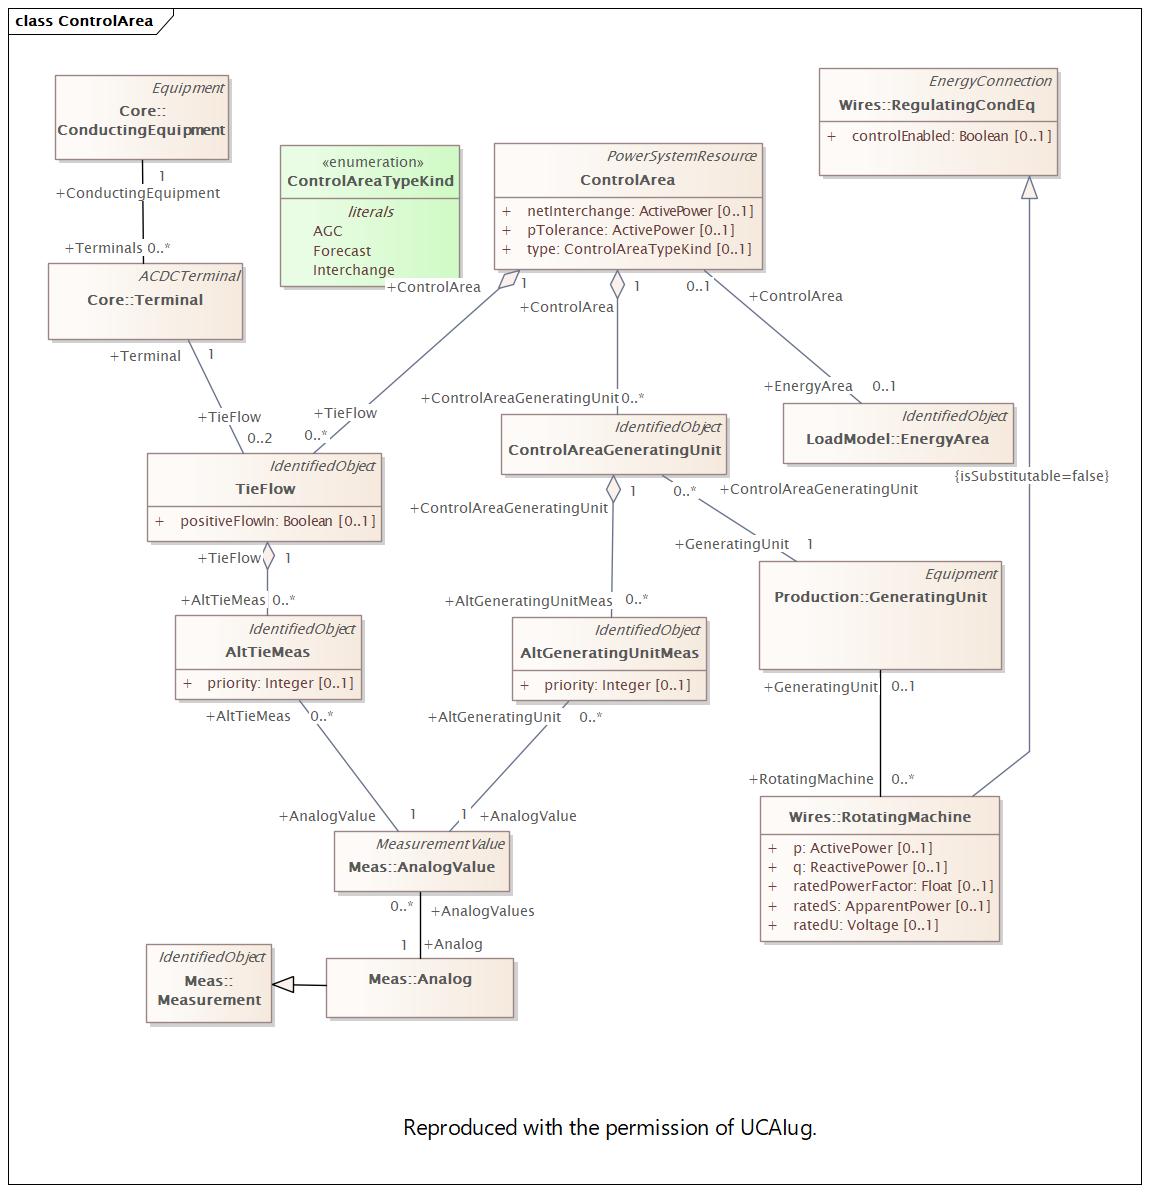 class ControlArea
Equipment
Core::
ConductingEquipment
1
+ConductingEquipment
+Terminals 0..*
ACDCTerminal
Core::Terminal
+Terminal 1
«enumeration»
ControlAreaTypeKind
literals
AGC
Forecast
Interchange
PowerSystemResource
ControlArea
+ netInterchange: ActivePower [0..1]
+ pTolerance: ActivePower [0..1]
+ type: ControlAreaTypeKind [0..1]
EnergyConnection
Wires::RegulatingCondEq
+ controlEnabled: Boolean [0..1]
+ControlArea 1
+ControlArea 1
0..1 +ControlArea
+TieFlow
0..2
+TieFlow
0..*
+ControlAreaGeneratingUnit 0..*
+EnergyArea 0..1
IdentifiedObject
LoadModel::EnergyArea
{isSubstitutable=false}
IdentifiedObject
TieFlow
+ positiveFlowIn: Boolean [0..1]
IdentifiedObject
ControlAreaGeneratingUnit
1
+ControlAreaGeneratingUnit
0..* +ControlAreaGeneratingUnit
+GeneratingUnit 1
+TieFlow 1
+AltTieMeas 0..*
+AltGeneratingUnitMeas 0..*
Equipment
Production::GeneratingUnit
IdentifiedObject
AltTieMeas
+ priority: Integer [0..1]
IdentifiedObject
AltGeneratingUnitMeas
+ priority: Integer [0..1]
+AltTieMeas 0..*
+AltGeneratingUnit 0..*
+GeneratingUnit 0..1
+RotatingMachine 0..*
+AnalogValue 1
1 +AnalogValue
MeasurementValue
Meas::AnalogValue
Wires::RotatingMachine
+ p: ActivePower [0..1]
+ q: ReactivePower [0..1]
+ ratedPowerFactor: Float [0..1]
+ ratedS: ApparentPower [0..1]
+ ratedU: Voltage [0..1]
0..* +AnalogValues
1 +Analog
IdentifiedObject
Meas::
Measurement
Meas::Analog
Reproduced with the permission of UCAIug.